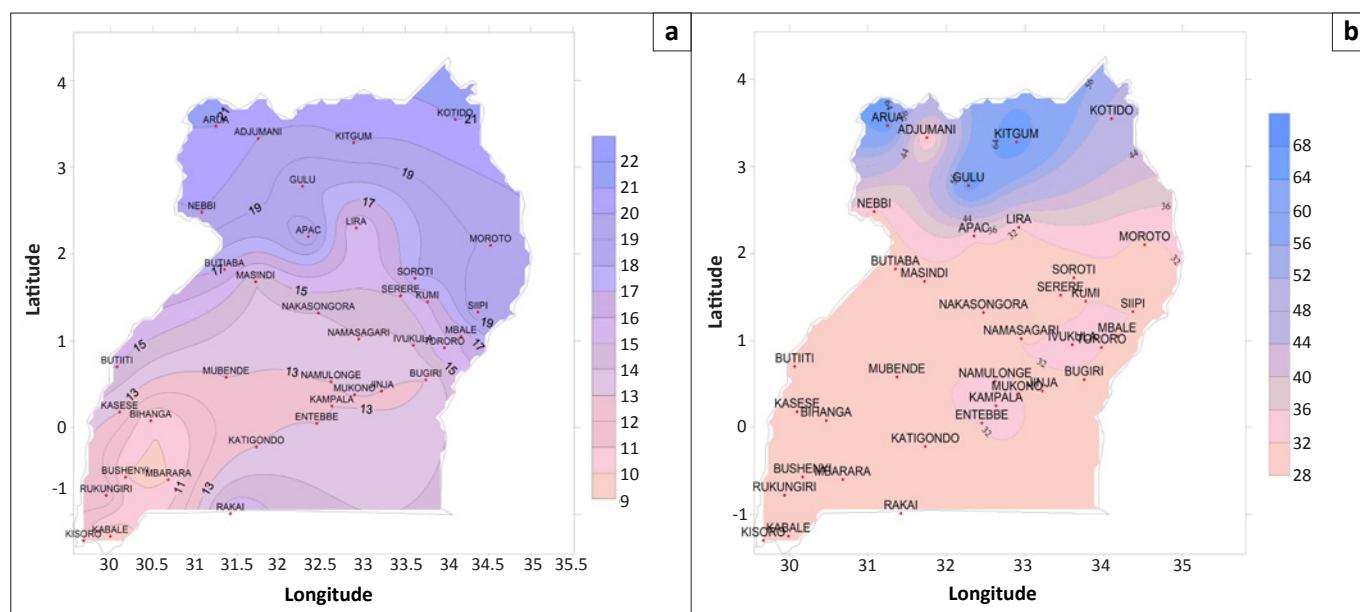 a
4
3
2
1
0
-1
Latitude
30 30.5 31 31.5 32 32.5 33 33.5 34 34.5 35 35.5
Longitude
ARUA
21
ADJUMANI
KITGUM
KOTIDO
21
GULU
19
NEBBI
19
APAC
LIRA
17
MOROTO
BUTIABA
17
MASINDI
SOROTI
SERERE
KUMI
15
NAKASONGORA
SIIPI
19
NAMASAGARI
IVUKULA
MBALE
TORORO
17
15
BUTIITI
15
MUBENDE
13
NAMULONGE
BUGIRI
MUKONO
JINJA
KAMPALA
13
13
KASESE
BIHANGA
ENTEBBE
KATIGONDO
BUSHENYI
MBARARA
RUKUNGIRI
11
13
RAKAI
KABALE
KISORO
22
21
20
19
18
17
16
15
14
13
12
11
10
9
b
4
3
2
1
0
-1
Latitude
30 31 32 33 34 35
Longitude
56
64
ARUA
ADJUMANI
KITGUM
64
KOTIDO
44
44
GULU
NEBBI
36
44
APAC
36
LIRA
32
MOROTO
32
BUTIABA
MASINDI
SOROTI
SERERE
KUMI
NAKASONGORA
SIIPI
NAMASAGARI
IVUKULA
MBALE
TORORO
32
BUTIITI
MUBENDE
NAMULONGE
BUGIRI
MUKONO
JINJA
KAMPALA
KASESE
BIHANGA
ENTEBBE
32
KATIGONDO
BUSHENYI
MBARARA
RUKUNGIRI
RAKAI
KABALE
KISORO
68
64
60
56
52
48
44
40
36
32
28